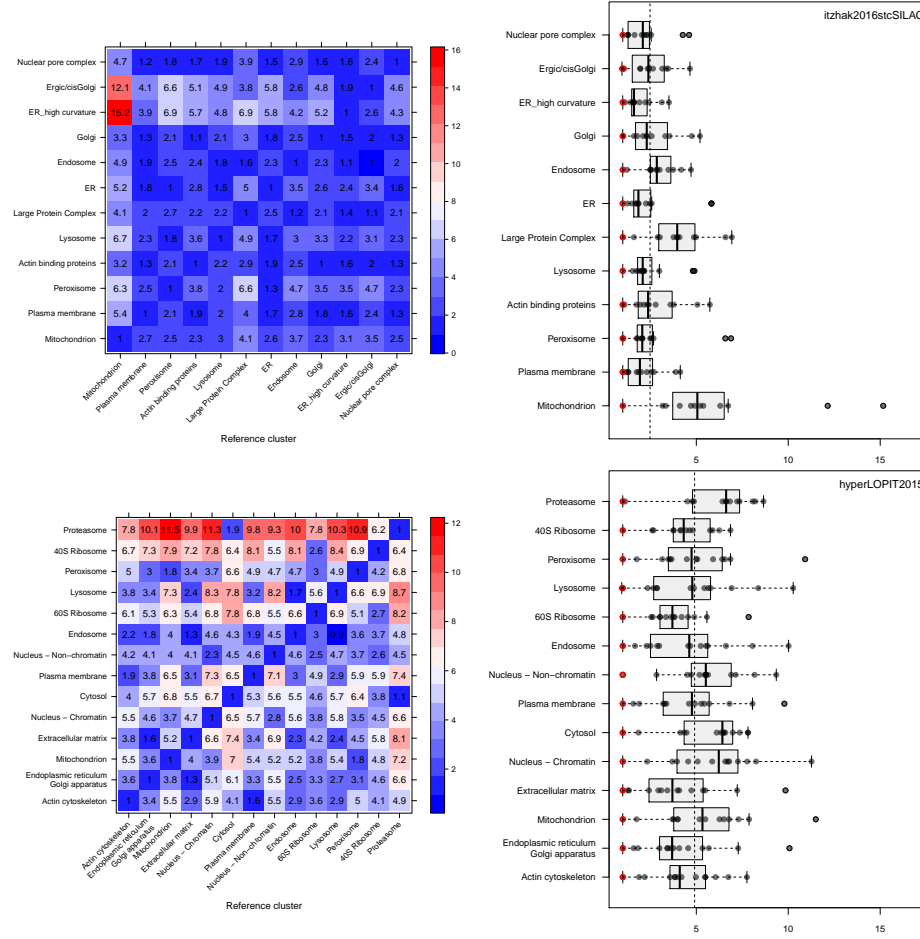 Nuclear pore complex 4.7 1.2 1.8 1.7 1.9 3.9 1.5 2.9 1.6 1.6 2.4 1
Ergic/cisGolgi 12.1 4.1 6.6 5.1 4.9 3.8 5.8 2.6 4.8 1.9 1 4.6
ER_high curvature 15.2 3.9 6.9 5.7 4.8 6.9 5.8 4.2 5.2 1 2.6 4.3
Golgi 3.3 1.3 2.1 1.1 2.1 3 1.8 2.1 1 1.5 2 1.3
Endosome 4.9 1.9 2.5 2.4 1.8 1.6 2.3 1 2.3 1.1 1 2
ER 5.2 1.8 1 2.8 1.5 5 1 3.5 2.6 2.4 3.4 1.6
Large Protein Complex 4.1 2 2.7 2.2 2.2 1 2.5 1.2 2.1 1.4 1.1 2.1
Lysosome 6.7 2.3 1.8 3.6 1 4.9 1.7 3 3.3 2.2 3.1 2.3
Actin binding proteins 3.2 1.3 2.1 1 2.2 2.9 1.9 2.5 1 1.6 2 1.3
Peroxisome 6.3 2.5 1 3.8 2 6.6 1.3 4.7 3.5 3.5 4.7 2.3
Plasma membrane 5.4 1 2.1 1.9 2 4 1.7 2.8 1.8 1.6 2.4 1.3
Mitochondrion 1 2.7 2.5 2.3 3 4.1 2.6 3.7 2.3 3.1 3.5 2.5
Mitochondrion
Plasma membrane
Peroxisome
Actin binding proteins
Lysosome
Large Protein Complex
ER
Endosome
Golgi
ER_high curvature
Ergic/cisGolgi
Nuclear pore complex
Reference cluster
16
14
12
10
8
6
4
2
0
itzhak2016stcSILAC
Nuclear pore complex
Ergic/cisGolgi
ER_high curvature
Golgi
Endosome
ER
Large Protein Complex
Lysosome
Actin binding proteins
Peroxisome
Plasma membrane
Mitochondrion
5 10 15
Proteasome 7.8 10.1 11.5 9.9 11.3 1.9 9.8 9.3 10 7.8 10.3 10.9 6.2 1
40S Ribosome 6.7 7.3 7.9 7.2 7.8 6.4 8.1 5.5 8.1 2.6 8.4 6.9 1 6.4
Peroxisome 5 3 1.8 3.4 3.7 6.6 4.9 4.7 4.7 3 4.9 1 4.2 6.8
Lysosome 3.8 3.4 7.3 2.4 8.3 7.8 3.2 8.2 1.7 5.6 1 6.6 6.9 8.7
60S Ribosome 6.1 5.3 6.3 5.4 6.8 7.8 6.8 5.5 6.6 1 6.9 5.1 2.7 8.2
Endosome 2.2 1.8 4 1.3 4.6 4.3 1.9 4.5 1 3 0.9 3.6 3.7 4.8
Nucleus − Non−chromatin 4.2 4.1 4 4.1 2.3 4.5 4.6 1 4.6 2.5 4.6 3.7 2.6 4.5
Plasma membrane 1.9 3.8 6.5 3.1 7.3 6.5 1 7.1 3 4.9 2.9 5.9 5.9 7.4
Cytosol 4 5.7 6.8 5.5 6.7 1 5.3 5.6 5.5 4.6 5.7 6.4 3.8 1.1
Nucleus − Chromatin 5.5 4.6 3.7 4.7 1 6.5 5.7 2.8 5.6 3.8 5.8 3.5 4.5 6.6
Extracellular matrix 3.8 1.6 5.2 1 6.6 7.4 3.4 6.9 2.3 4.2 2.4 4.5 5.8 8.1
Mitochondrion 5.5 3.6 1 4 3.9 7 5.4 5.2 5.2 3.8 5.4 1.8 4.8 7.2
Endoplasmic reticulum
Golgi apparatus 3.6 1 3.8 1.3 5.1 6.1 3.3 5.5 2.5 3.3 2.7 3.1 4.6 6.6
Actin cytoskeleton 1 3.4 5.5 2.9 5.9 4.1 1.6 5.5 2.9 3.6 2.9 5 4.1 4.9
Actin cytoskeleton
Endoplasmic reticulum
Golgi apparatus
Mitochondrion
Extracellular matrix
Nucleus − Chromatin
Cytosol
Plasma membrane
Nucleus − Non−chromatin
Endosome
60S Ribosome
Lysosome
Peroxisome
40S Ribosome
Proteasome
Reference cluster
12
10
8
6
4
2
hyperLOPIT2015
Proteasome
40S Ribosome
Peroxisome
Lysosome
60S Ribosome
Endosome
Nucleus − Non−chromatin
Plasma membrane
Cytosol
Nucleus − Chromatin
Extracellular matrix
Mitochondrion
Endoplasmic reticulum
Golgi apparatus
Actin cytoskeleton
5 10 15